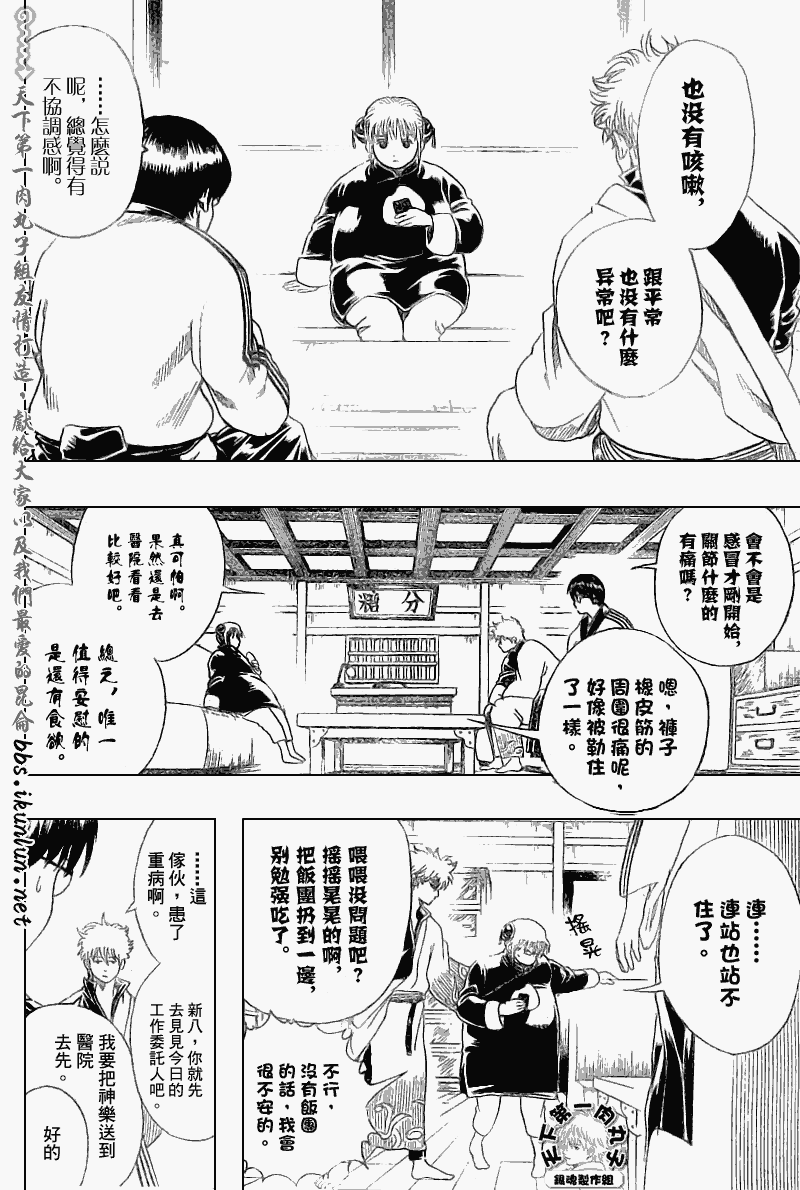 也没有咳嗽，
跟平常
也没有什麼
異常吧？
……怎麼說
呢，總覺得有
不協調感啊。
會不會是
感冒才剛開始，
關節什麼的
有痛嗎？
嗯，褲子
橡皮筋的
周圍很痛呢，
好像被勒住
了一樣。
糖分
真可怕啊。
果然還是去
醫院看看
比較好吧。
總之，唯一
值得安慰的
是還有食欲。
連……
連站也站不
住了。
搖晃
喂喂没問題吧？
搖搖晃晃的啊，
把飯團扔到一邊，
别勉强吃了。
不行，
沒有飯團
的話，我會
很不安的。
……這
傢伙，患了
重病啊。
新八，你就先
去見見今日的
工作委託人吧。
我要把神樂送到
醫院
去先。
好的
天下第一肉丸子組友情打造，獻給大家以及我們最愛的昆侖
bbs.ikunlun.net
天下第一肉丸子
銀魂製作組